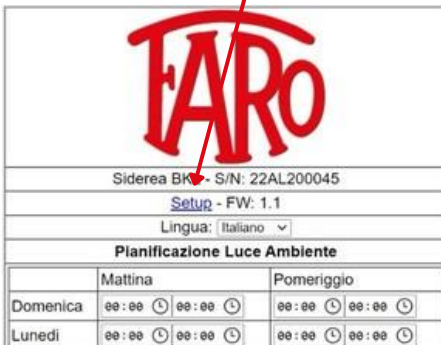 FARO
Siderea BK - S/N: 22AL200045
Setup - FW: 1.1
Lingua: Italiano
Pianificazione Luce Ambiente
Mattina Pomeriggio
Domenica 00:00 00:00 00:00 00:00
Lunedì 00:00 00:00 00:00 00:00